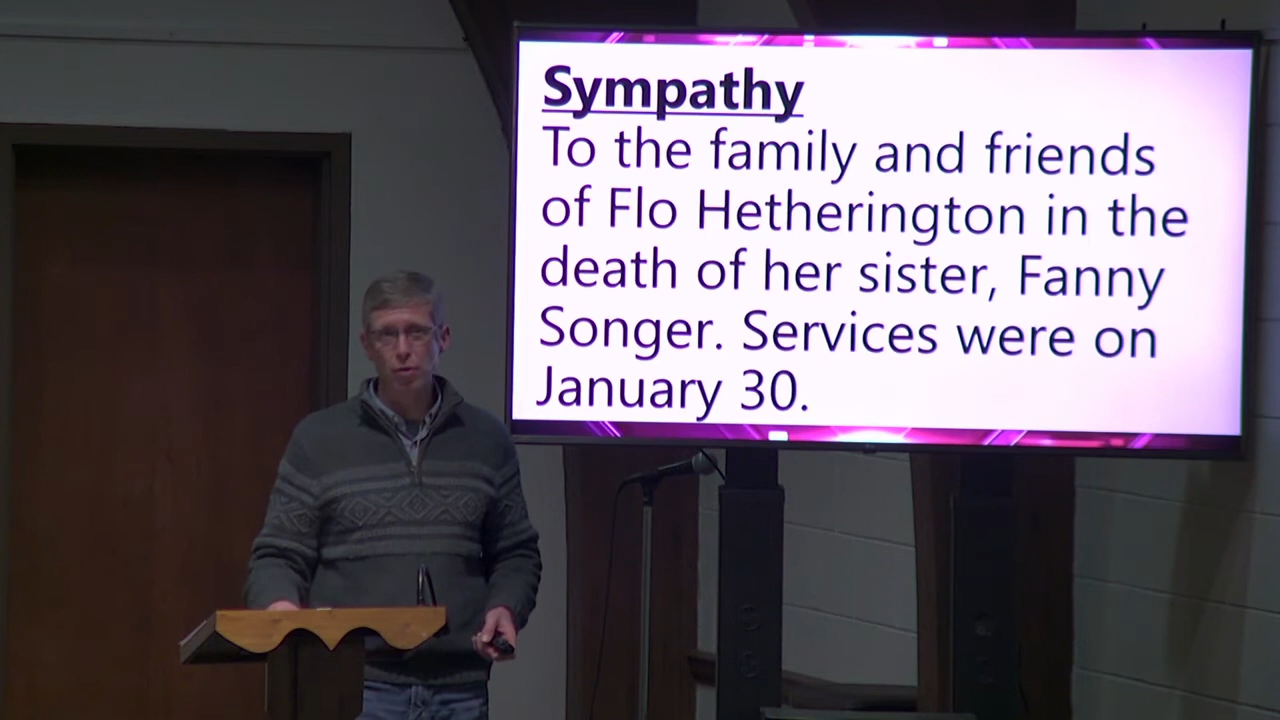 Sympathy
To the family and friends
of Flo Hetherington in the
death of her sister, Fanny
Songer. Services were on
January 30.